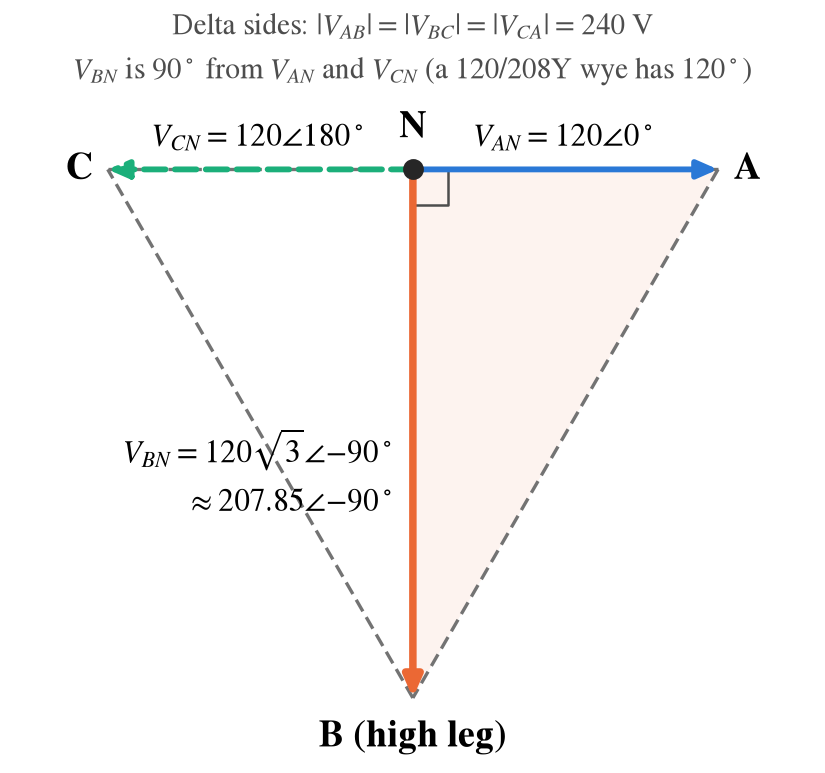 Delta sides: |V_AB| = |V_BC| = |V_CA| = 240 V
V_BN is 90° from V_AN and V_CN (a 120/208Y wye has 120°)
V_CN = 120∠180°
N
V_AN = 120∠0°
C
A
V_BN = 120√3∠−90°
≈ 207.85∠−90°
B (high leg)